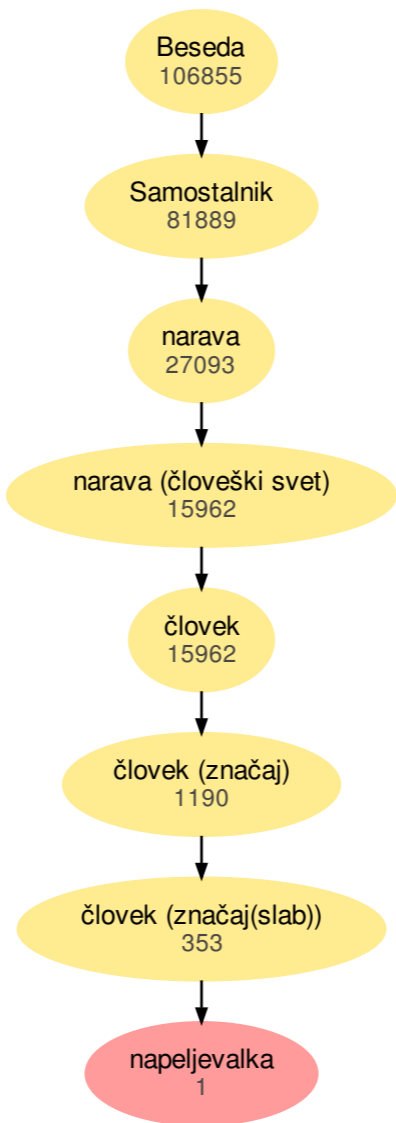 Beseda
106855
Samostalnik
81889
narava
27093
narava (človeški svet)
15962
človek
15962
človek (značaj)
1190
človek (značaj(slab))
353
napeljevalka
1